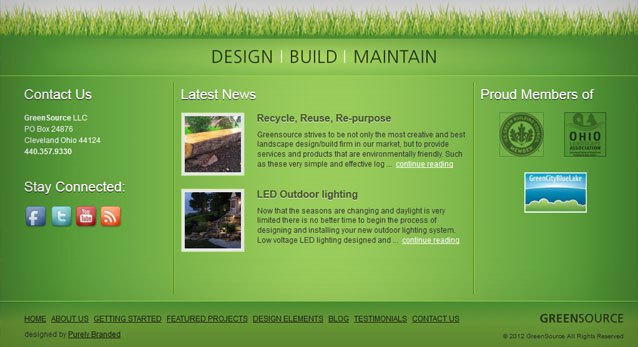 DESIGN | BUILD | MAINTAIN
Contact Us
GreenSource LLC
PO Box 24876
Cleveland Ohio 44124
440.357.9330
Stay Connected:
You Tube
Latest News
Recycle, Reuse, Re-purpose
Greensource strives to be not only the most creative and best
landscape design/build firm in our market, but to provide
services and products that are environmentally friendly. Such
as these very simple and effective log ... continue reading
LED Outdoor lighting
Now that the seasons are changing and daylight is very
limited there is no better time to begin the process of
designing and installing your new outdoor lighting system.
Low voltage LED lighting designed and ... continue reading
Proud Members of
MEMBER
OHIO
ASSOCIATION
GreenCityBlueLake
HOME ABOUT US GETTING STARTED FEATURED PROJECTS DESIGN ELEMENTS BLOG TESTIMONIALS CONTACT US
designed by Purely Branded
GREENSOURCE
© 2012 GreenSource All Rights Reserved